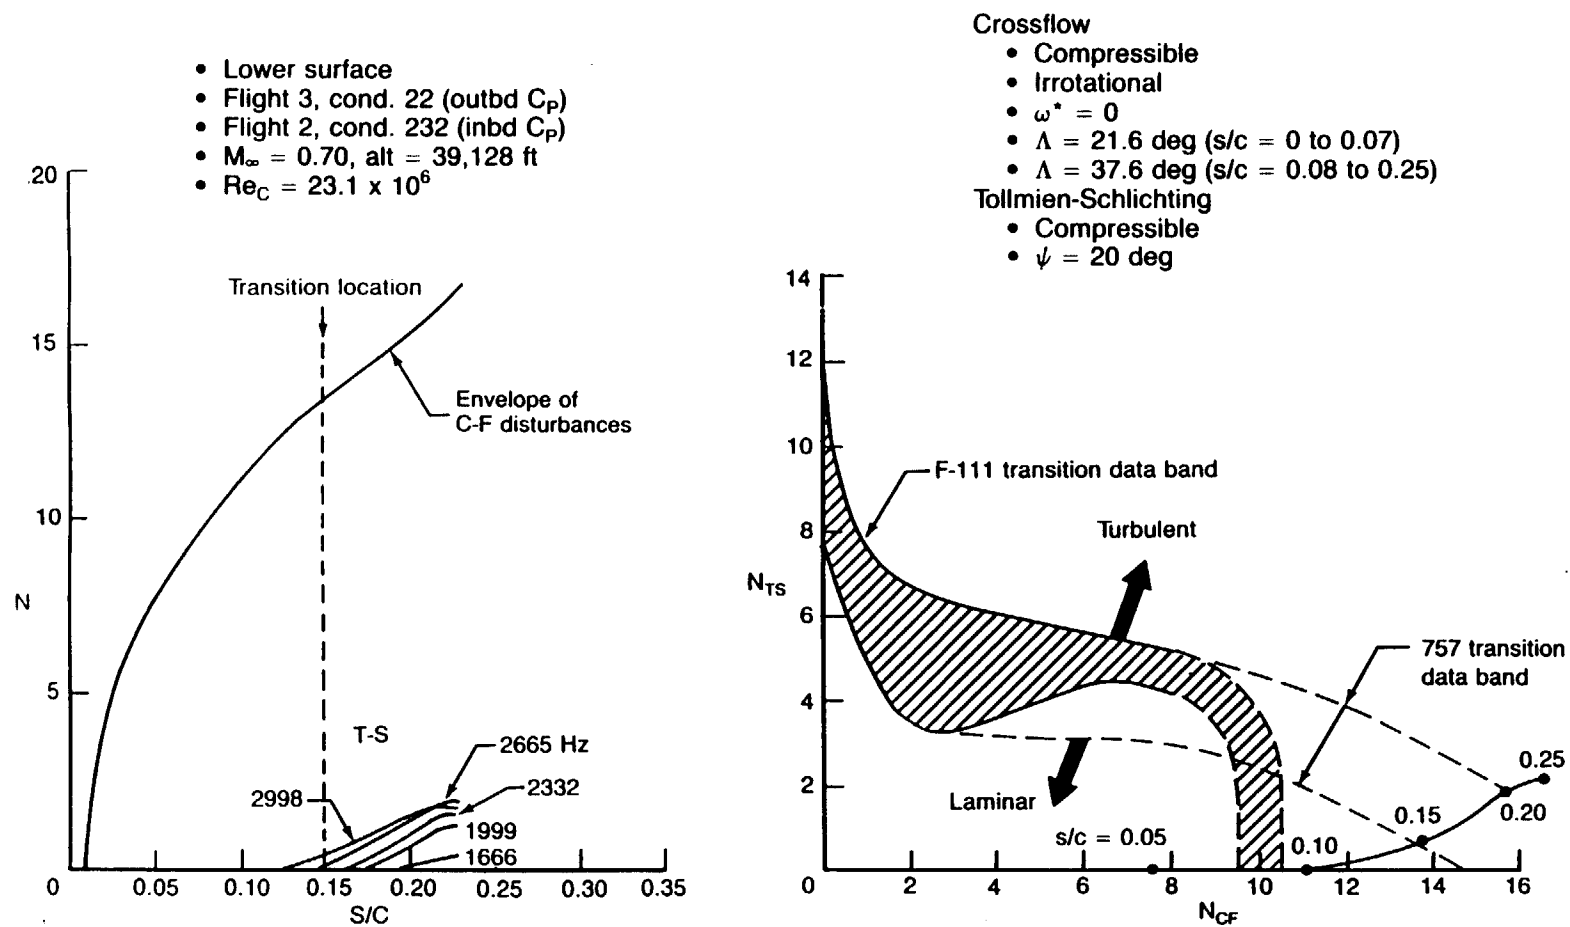 • Lower surface
• Flight 3, cond. 22 (outbd C_P)
• Flight 2, cond. 232 (inbd C_P)
• M_∞ = 0.70, alt = 39,128 ft
• Re_C = 23.1 x 10^6
20
15
10
5
0
N
Transition location
Envelope of
C-F disturbances
T-S
2665 Hz
2998
2332
1999
1666
0.05
0.10
0.15
0.20
0.25
0.30
0.35
S/C
Crossflow
• Compressible
• Irrotational
• ω* = 0
• Λ = 21.6 deg (s/c = 0 to 0.07)
• Λ = 37.6 deg (s/c = 0.08 to 0.25)
Tollmien-Schlichting
• Compressible
• ψ = 20 deg
14
12
10
8
6
4
2
0
N_TS
F-111 transition data band
Turbulent
757 transition
data band
Laminar
s/c = 0.05
0.10
0.15
0.20
0.25
2
4
6
8
10
12
14
16
N_CF